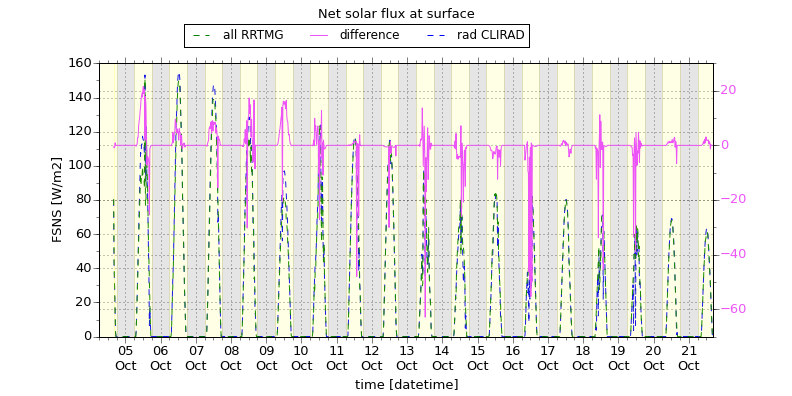 Net solar flux at surface
all RRTMG difference rad CLIRAD
FSNS [W/m2]
160
140
120
100
80
60
40
20
0
20
0
−20
−40
−60
05 06 07 08 09 10 11 12 13 14 15 16 17 18 19 20 21
Oct Oct Oct Oct Oct Oct Oct Oct Oct Oct Oct Oct Oct Oct Oct Oct Oct
time [datetime]